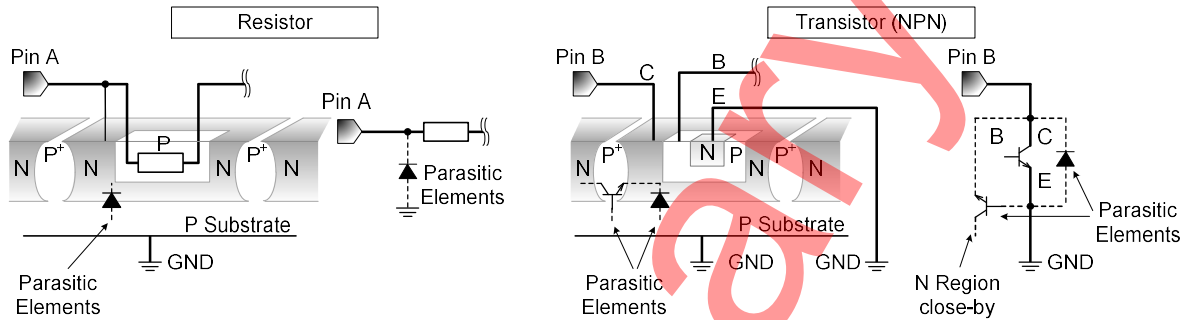 Resistor
Transistor (NPN)
Pin A
Pin A
P
N
P+
N
N
P+
N
Parasitic
Elements
P Substrate
GND
Parasitic
Elements
Pin B
C
B
E
N
P+
N
N
P
N
P+
N
P Substrate
GND
GND
Parasitic
Elements
Pin B
B
C
E
Parasitic
Elements
GND
N Region
close-by
ary